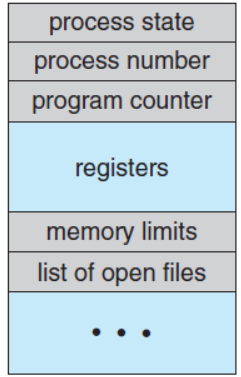 process state
process number
program counter
registers
memory limits
list of open files
• • •